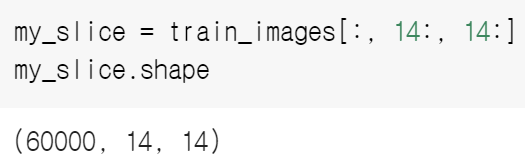 my_slice = train_images[:, 14:, 14:]
my_slice.shape
(60000, 14, 14)